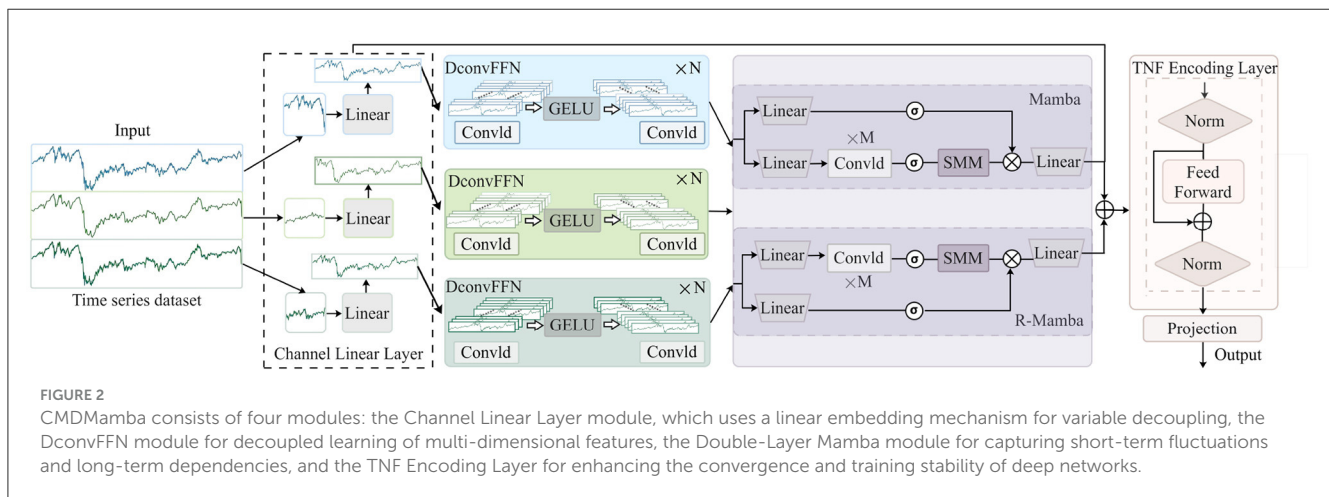 Input
Time series dataset
Linear
Linear
Linear
Channel Linear Layer
DconvFFN
×N
GELU
Convld
Convld
DconvFFN
×N
GELU
Convld
Convld
DconvFFN
×N
GELU
Convld
Convld
Mamba
Linear
σ
×M
Linear
Convld
σ
SMM
Linear
Linear
Convld
σ
SMM
Linear
×M
Linear
σ
R-Mamba
TNF Encoding Layer
Norm
Feed
Forward
Norm
Projection
Output
FIGURE 2
CMDMamba consists of four modules: the Channel Linear Layer module, which uses a linear embedding mechanism for variable decoupling, the
DconvFFN module for decoupled learning of multi-dimensional features, the Double-Layer Mamba module for capturing short-term fluctuations
and long-term dependencies, and the TNF Encoding Layer for enhancing the convergence and training stability of deep networks.